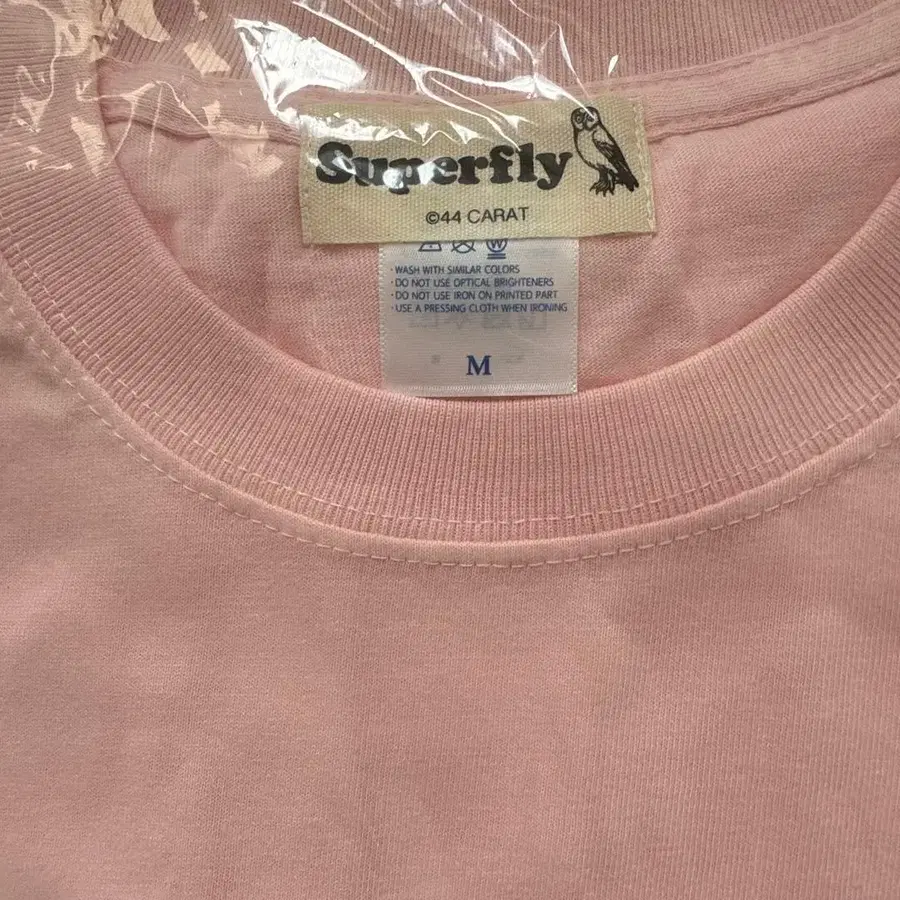 Superfly
©44 CARAT
W
· WASH WITH SIMILAR COLORS
· DO NOT USE OPTICAL BRIGHTENERS
· DO NOT USE IRON ON PRINTED PART
· USE A PRESSING CLOTH WHEN IRONING
M